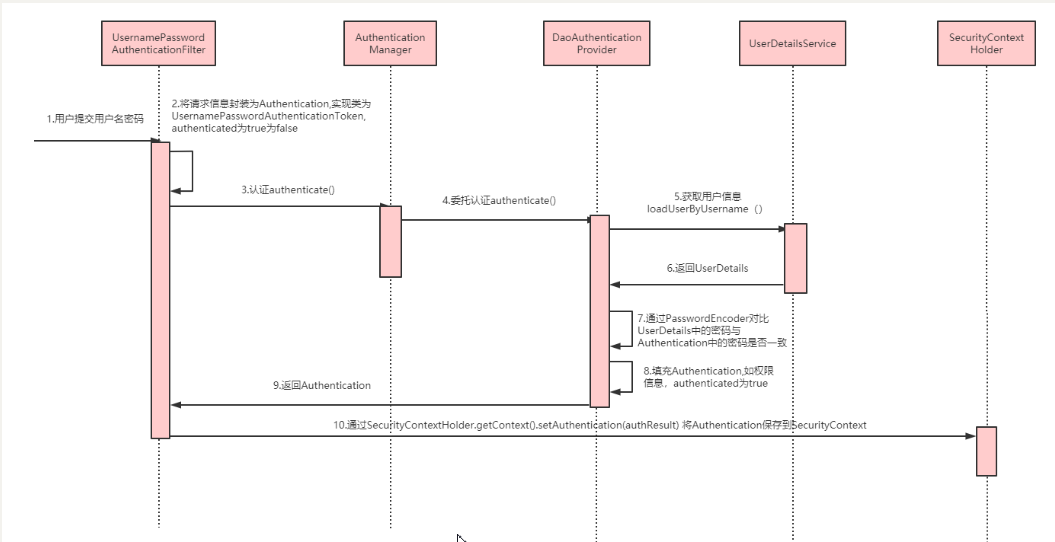 UsernamePassword
AuthenticationFilter
Authentication
Manager
DaoAuthentication
Provider
UserDetailsService
SecurityContext
Holder
1.用户提交用户名密码
2.将请求信息封装为Authentication,实现类为
UsernamePasswordAuthenticationToken,
authenticated为true为false
3.认证authenticate()
4.委托认证authenticate()
5.获取用户信息
loadUserByUsername（）
6.返回UserDetails
7.通过PasswordEncoder对比
UserDetails中的密码与
Authentication中的密码是否一致
8.填充Authentication,如权限
信息，authenticated为true
9.返回Authentication
10.通过SecurityContextHolder.getContext().setAuthentication(authResult) 将Authentication保存到SecurityContext